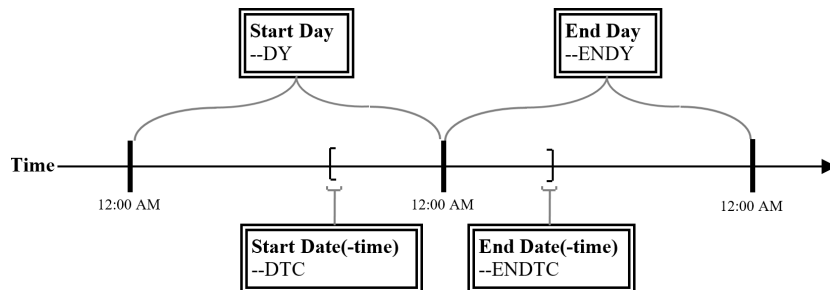 Start Day
--DY
End Day
--ENDY
Time
12:00 AM
12:00 AM
12:00 AM
Start Date(-time)
--DTC
End Date(-time)
--ENDTC